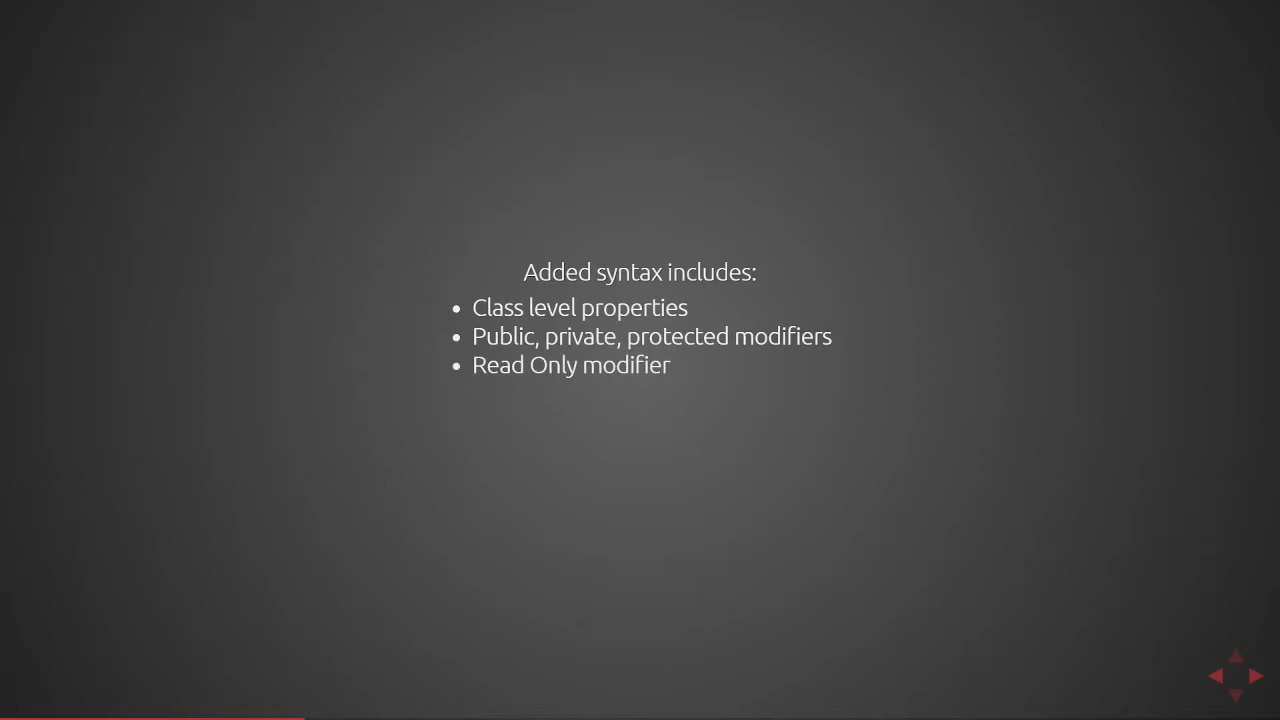 Added syntax includes:
• Class level properties
• Public, private, protected modifiers
• Read Only modifier